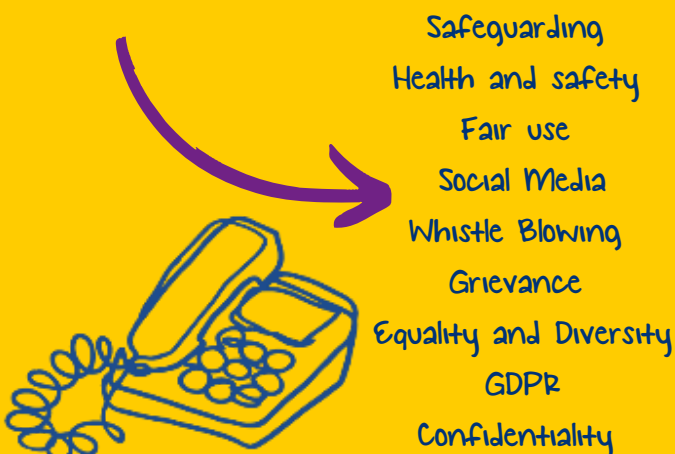 Safeguarding
Health and safety
Fair use
Social Media
Whistle Blowing
Grievance
Equality and Diversity
GDPR
Confidentiality